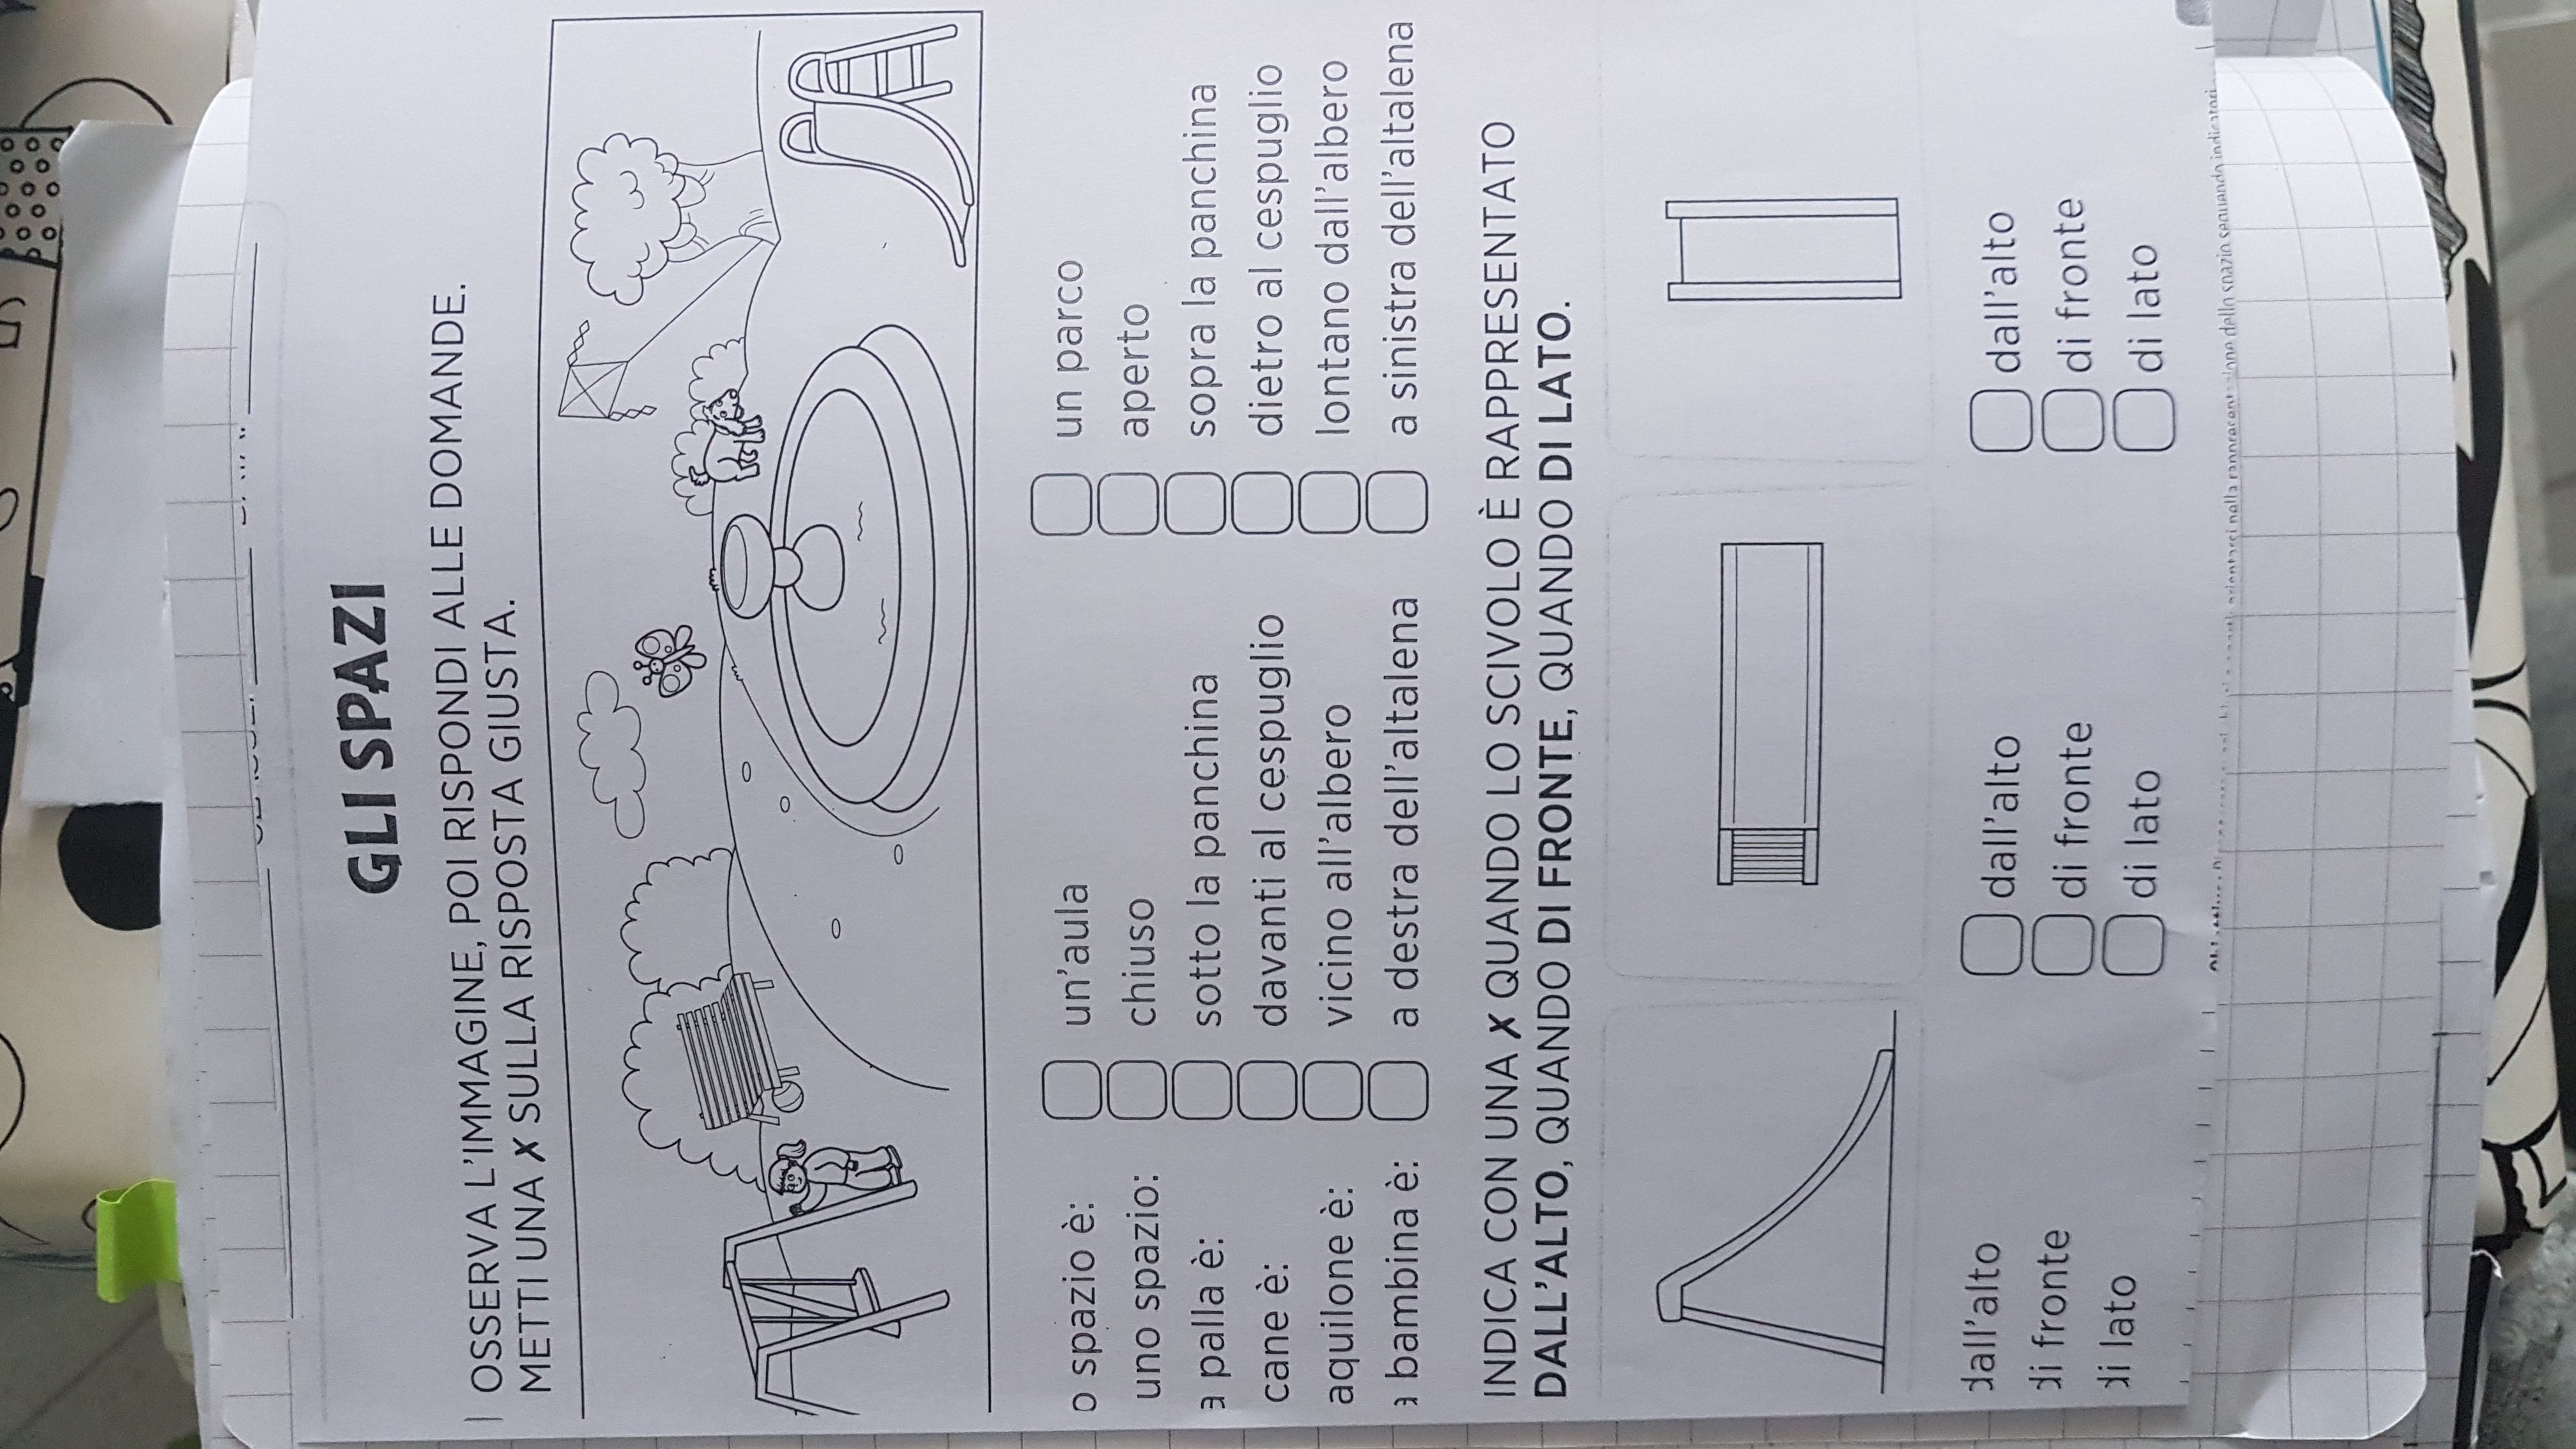 GLI SPAZI
OSSERVA L'IMMAGINE, POI RISPONDI ALLE DOMANDE.
METTI UNA ✗ SULLA RISPOSTA GIUSTA.
o spazio è: un'aula un parco
uno spazio: chiuso aperto
a palla è: sotto la panchina sopra la panchina
cane è: davanti al cespuglio dietro al cespuglio
aquilone è: vicino all'albero lontano dall'albero
a bambina è: a destra dell'altalena a sinistra dell'altalena
INDICA CON UNA ✗ QUANDO LO SCIVOLO È RAPPRESENTATO
DALL'ALTO, QUANDO DI FRONTE, QUANDO DI LATO.
dall'alto dall'alto dall'alto
di fronte di fronte di fronte
di lato di lato di lato
orientarsi nella rappresentazione dello spazio seguendo indicatori